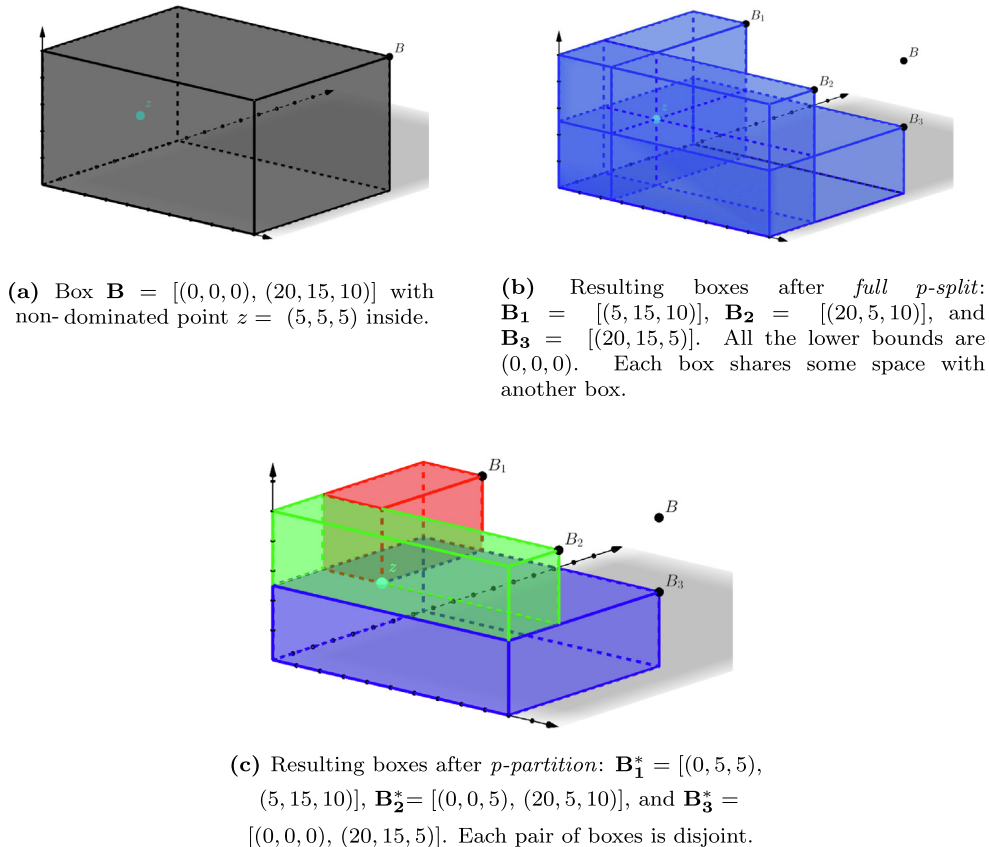 B
z
(a) Box B = [(0, 0, 0), (20, 15, 10)] with
non- dominated point z = (5, 5, 5) inside.
B₁
B
B₂
z
B₃
(b) Resulting boxes after full p-split:
B₁ = [(5, 15, 10)], B₂ = [(20, 5, 10)], and
B₃ = [(20, 15, 5)]. All the lower bounds are
(0, 0, 0). Each box shares some space with
another box.
B₁
B
B₂
z
B₃
(c) Resulting boxes after p-partition: B₁* = [(0, 5, 5),
(5, 15, 10)], B₂*= [(0, 0, 5), (20, 5, 10)], and B₃* =
[(0, 0, 0), (20, 15, 5]. Each pair of boxes is disjoint.